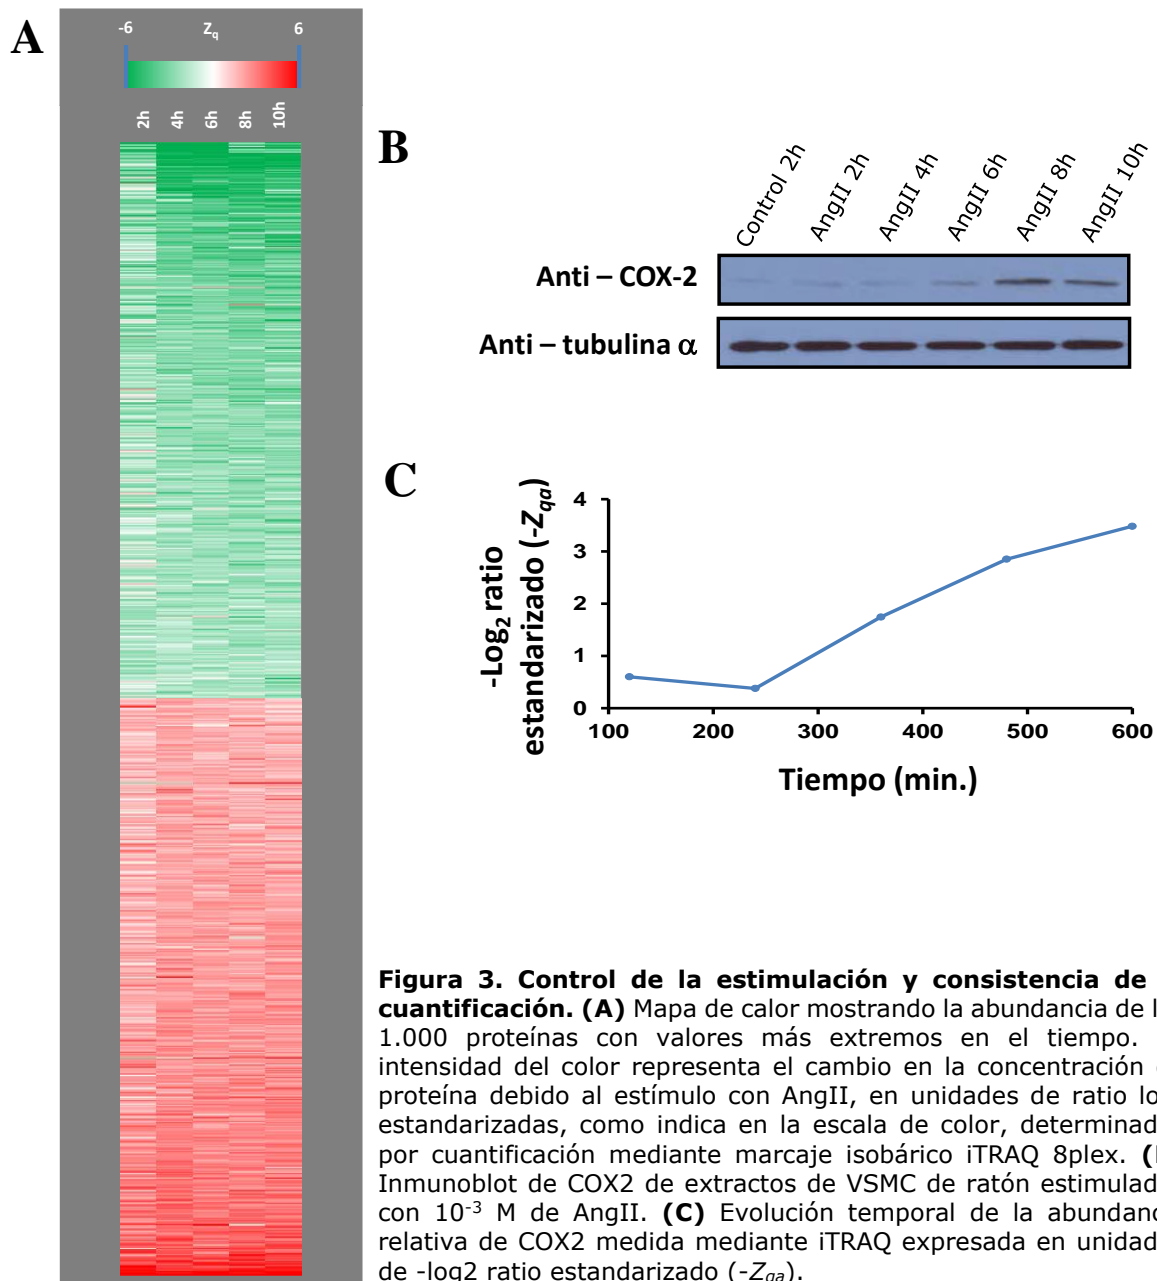 A
-6 Zq 6
2h 4h 6h 8h 10h
B
Control 2h AngII 2h AngII 4h AngII 6h AngII 8h AngII 10h
Anti – COX-2
Anti – tubulina α
C
-Log2 ratio
estandarizado (-Zqa)
4
3
2
1
0
100 200 300 400 500 600
Tiempo (min.)
Figura 3. Control de la estimulación y consistencia de
cuantificación. (A) Mapa de calor mostrando la abundancia de
1.000 proteínas con valores más extremos en el tiempo.
intensidad del color representa el cambio en la concentración
proteína debido al estímulo con AngII, en unidades de ratio
estandarizadas, como indica en la escala de color,
por cuantificación mediante marcaje isobárico iTRAQ 8plex.
Inmunoblot de COX2 de extractos de VSMC de ratón
con 10-3 M de AngII. (C) Evolución temporal de la
relativa de COX2 medida mediante iTRAQ expresada en
de -log2 ratio estandarizado (-Zqa).